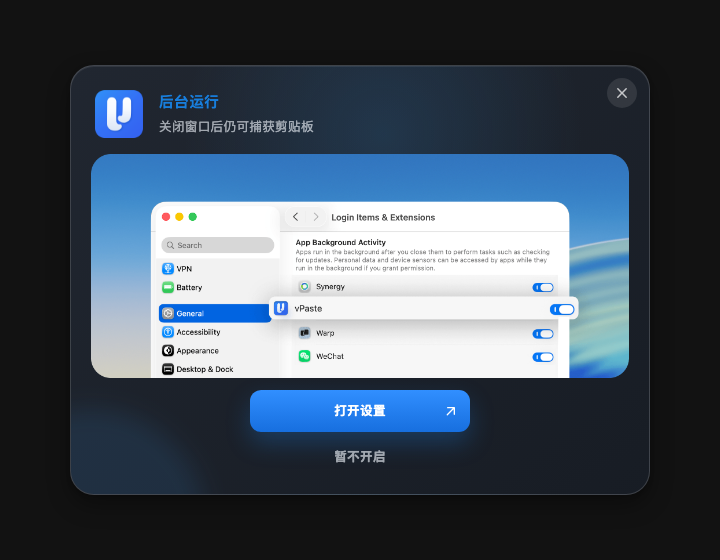 后台运行
关闭窗口后仍可捕获剪贴板
Login Items & Extensions
Search
VPN
Battery
General
Accessibility
Appearance
Desktop & Dock
App Background Activity
Apps run in the background after you close them to perform tasks such as checking
for updates. Personal data and device sensors can be accessed by apps while they
run in the background if you grant permission.
Synergy
vPaste
Warp
WeChat
打开设置
暂不开启